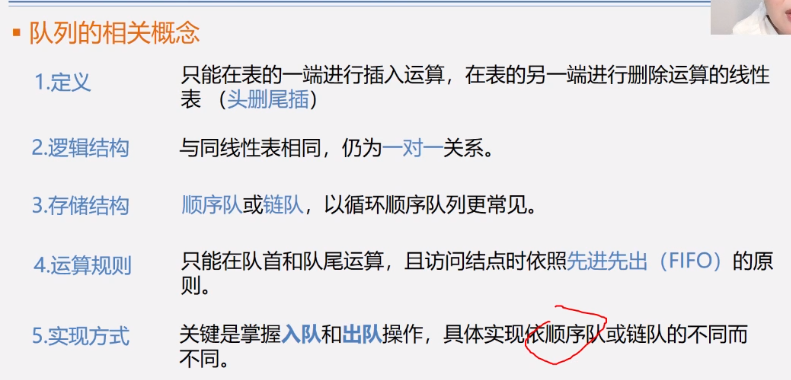 队列的相关概念
1.定义
只能在表的一端进行插入运算，在表的另一端进行删除运算的线性
表 （头删尾插）
2.逻辑结构
与同线性表相同，仍为一对一关系。
3.存储结构
顺序队或链队，以循环顺序队列更常见。
4.运算规则
只能在队首和队尾运算，且访问结点时依照先进先出（FIFO）的原
则。
5.实现方式
关键是掌握入队和出队操作，具体实现依顺序队或链队的不同而
不同。